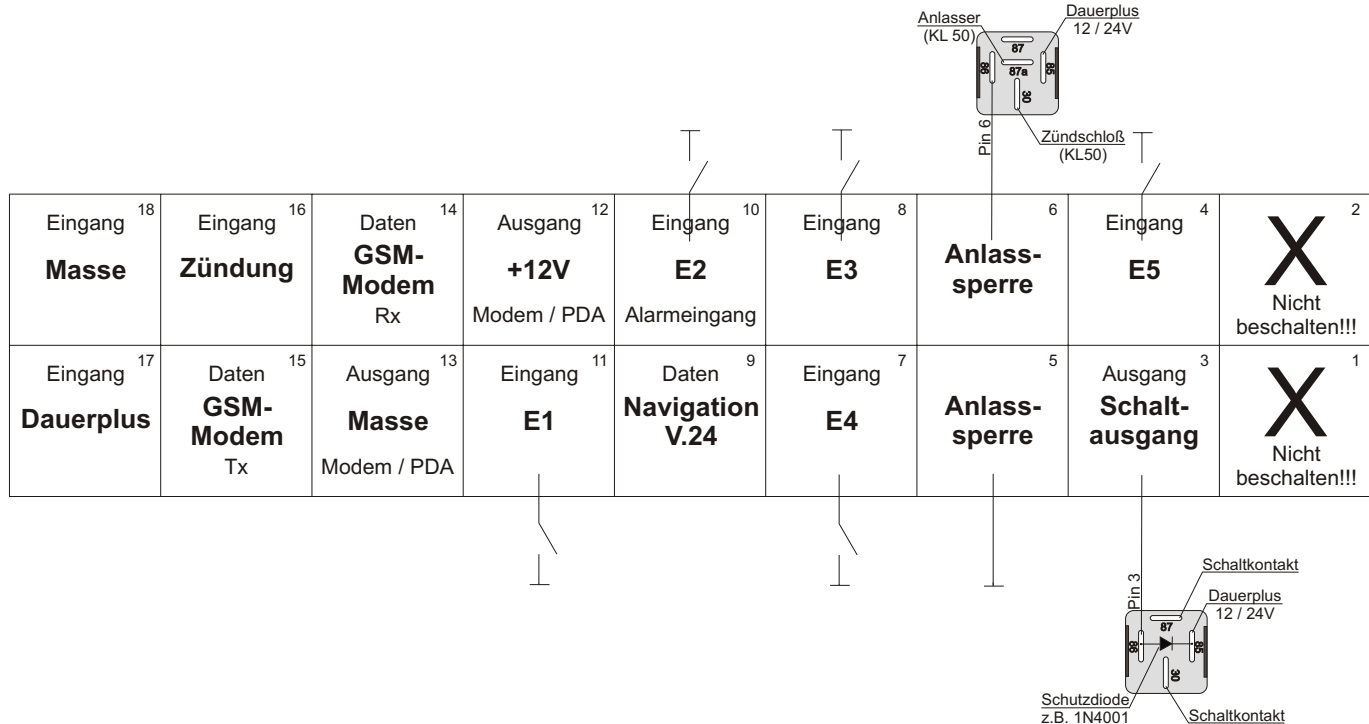 Anlasser
(KL 50)
Dauerplus
12 / 24V
87
86
87a
85
30
Zündschloß
(KL50)
Pin 6
Eingang 18
Masse
Eingang 16
Zündung
Daten 14
GSM-
Modem
Rx
Ausgang 12
+12V
Modem / PDA
Eingang 10
E2
Alarmeingang
Eingang 8
E3
6
Anlass-
sperre
Eingang 4
E5
2
X
Nicht
beschalten!!!
Eingang 17
Dauerplus
Daten 15
GSM-
Modem
Tx
Ausgang 13
Masse
Modem / PDA
Eingang 11
E1
Daten 9
Navigation
V.24
Eingang 7
E4
5
Anlass-
sperre
Ausgang 3
Schalt-
ausgang
1
X
Nicht
beschalten!!!
Pin 3
Schaltkontakt
Dauerplus
12 / 24V
87
86
85
30
Schutzdiode
z.B. 1N4001
Schaltkontakt